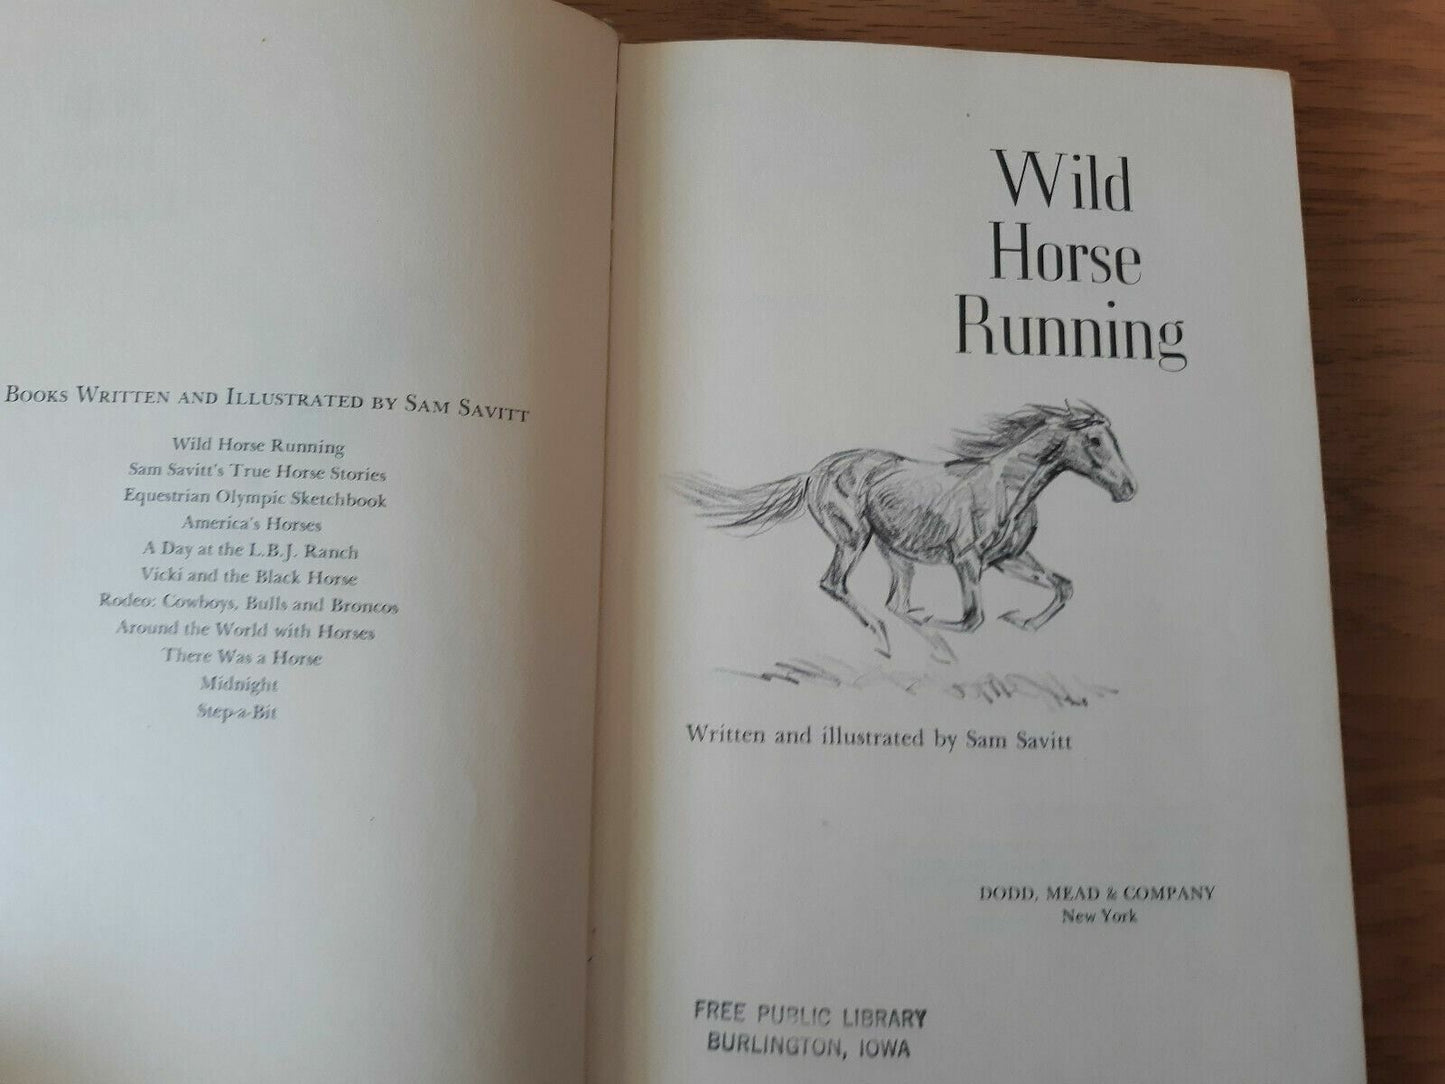 BOOKS WRITTEN AND ILLUSTRATED BY SAM SAVITT
Wild Horse Running
Sam Savitt's True Horse Stories
Equestrian Olympic Sketchbook
America's Horses
A Day at the L.B.J. Ranch
Vicki and the Black Horse
Rodeo: Cowboys, Bulls and Broncos
Around the World with Horses
There Was a Horse
Midnight
Step-a-Bit
Wild
Horse
Running
Written and illustrated by Sam Savitt
DODD, MEAD & COMPANY
New York
FREE PUBLIC LIBRARY
BURLINGTON, IOWA